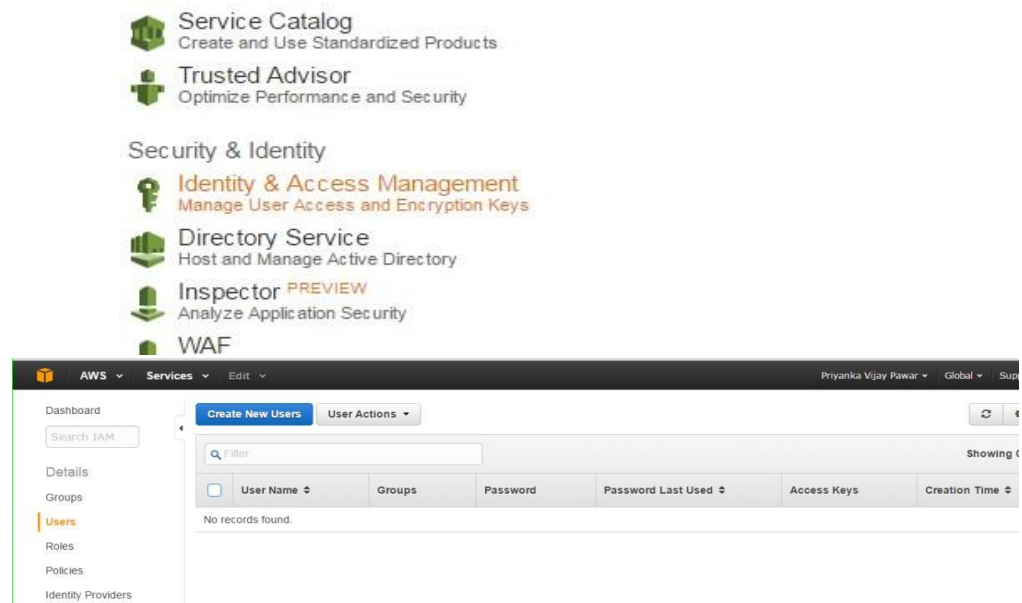 Service Catalog
Create and Use Standardized Products
Trusted Advisor
Optimize Performance and Security
Security & Identity
Identity & Access Management
Manage User Access and Encryption Keys
Directory Service
Host and Manage Active Directory
Inspector PREVIEW
Analyze Application Security
WAF
AWS Services Edit Priyanka Vijay Pawar Global Supp
Dashboard
Create New Users User Actions
Search IAM
Filter
Showing 0
Details
User Name Groups Password Password Last Used Access Keys Creation Time
Groups
No records found.
Users
Roles
Policies
Identity Providers